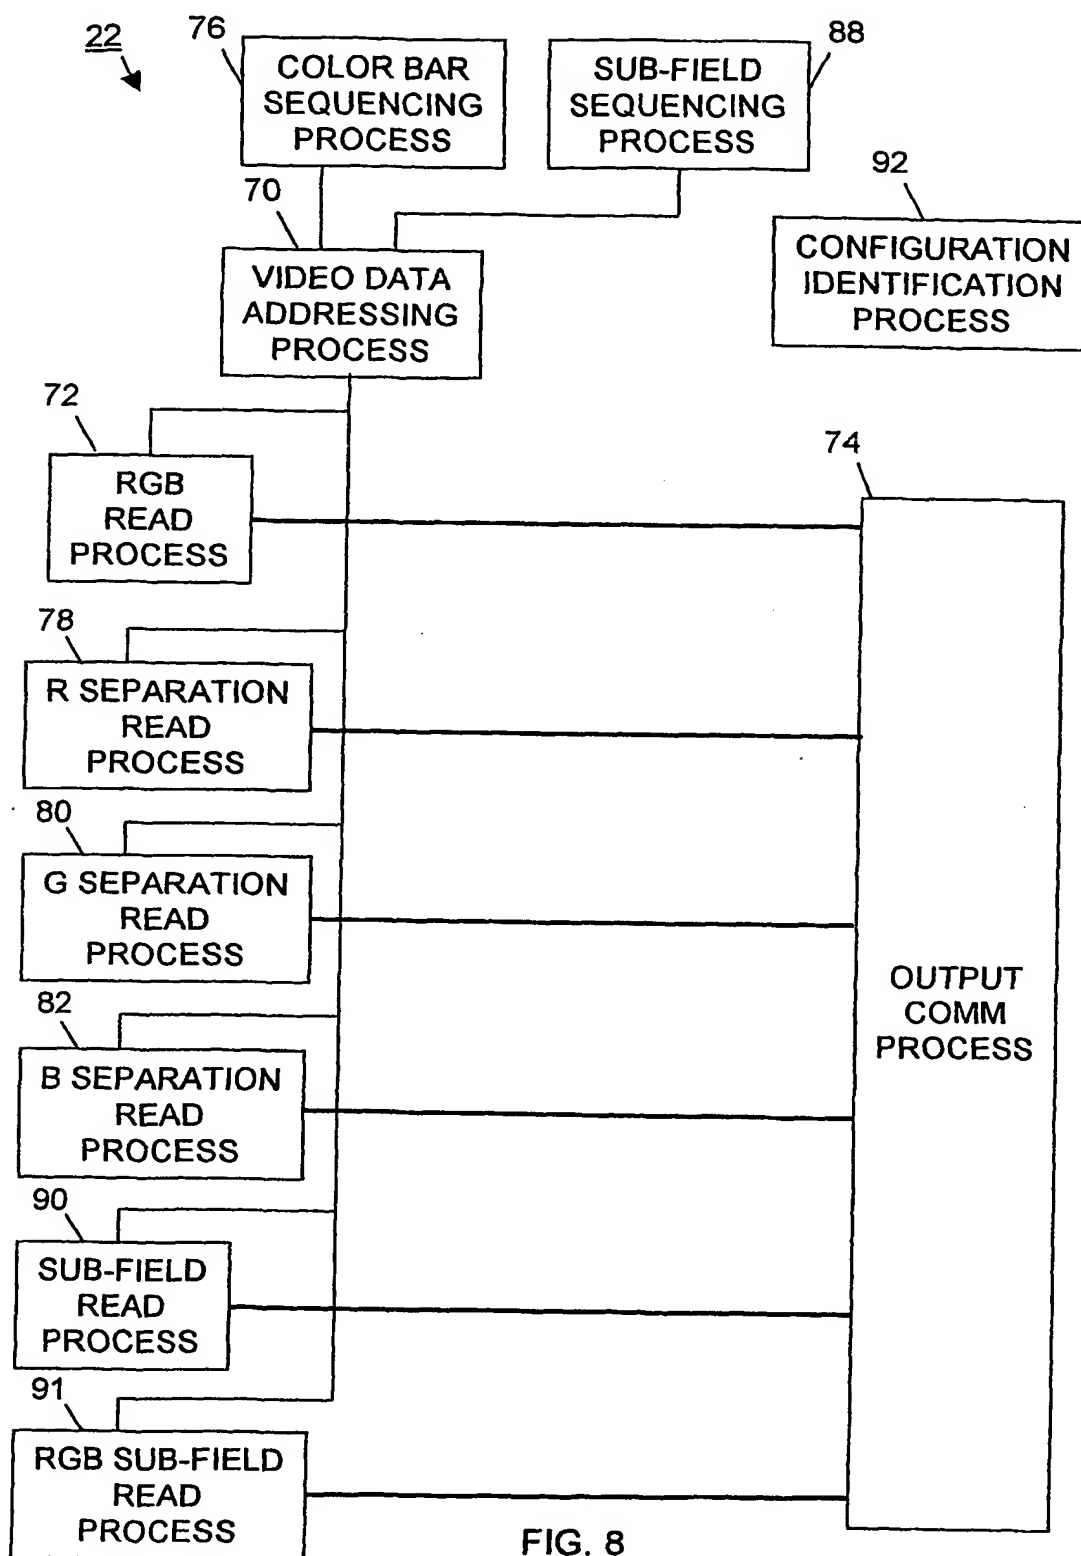 22
76
COLOR BAR
SEQUENCING
PROCESS
88
SUB-FIELD
SEQUENCING
PROCESS
70
VIDEO DATA
ADDRESSING
PROCESS
92
CONFIGURATION
IDENTIFICATION
PROCESS
72
RGB
READ
PROCESS
74
OUTPUT
COMM
PROCESS
78
R SEPARATION
READ
PROCESS
80
G SEPARATION
READ
PROCESS
82
B SEPARATION
READ
PROCESS
90
SUB-FIELD
READ
PROCESS
91
RGB SUB-FIELD
READ
PROCESS
FIG. 8